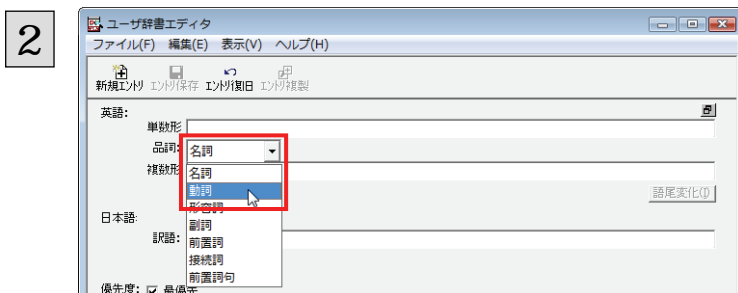 2
ユーザ辞書エディタ
ファイル(F) 編集(E) 表示(V) ヘルプ(H)
新規エントリ エントリ保存 エントリ復旧 エントリ複製
英語:
単数形
品詞: 名詞
複数形 名詞
動詞
語尾変化(I)
形容詞
日本語:
副詞
訳語: 前置詞
接続詞
前置詞句
優先度: 最優先